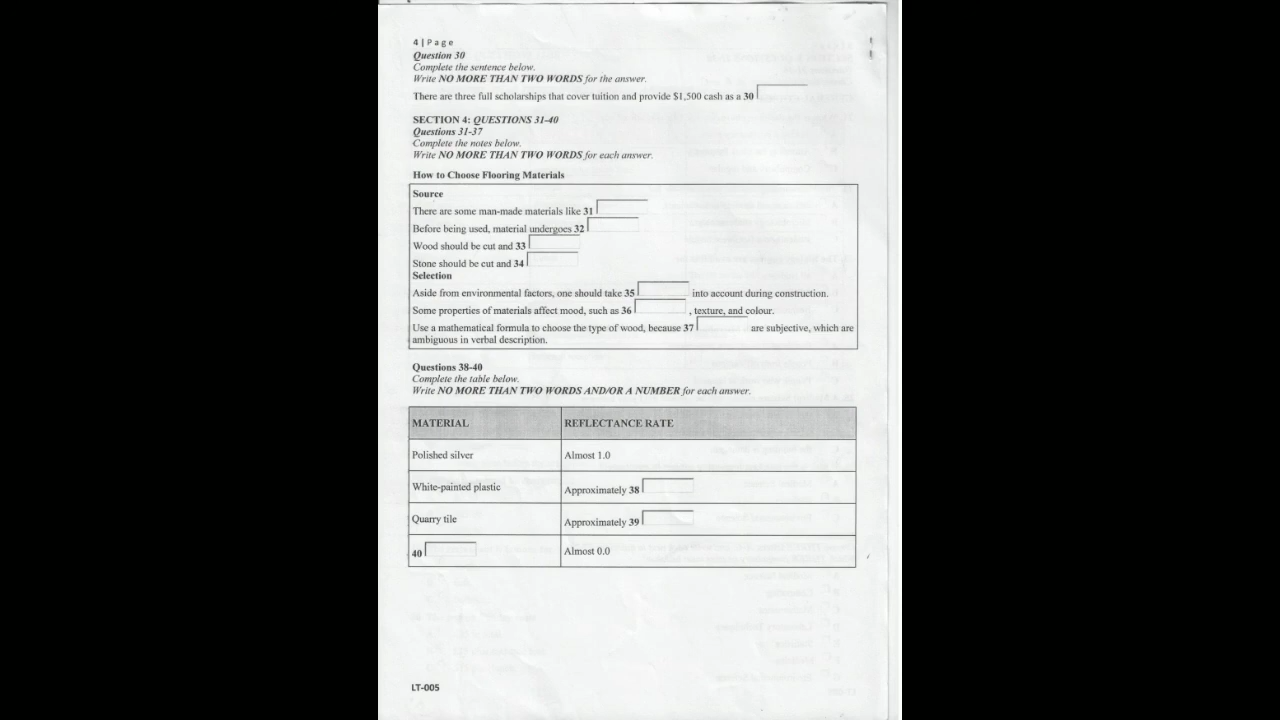 4 | P a g e
Question 30
Complete the sentence below.
Write NO MORE THAN TWO WORDS for the answer.
There are three full scholarships that cover tuition and provide $1,500 cash as a 30
SECTION 4: QUESTIONS 31-40
Questions 31-37
Complete the notes below.
Write NO MORE THAN TWO WORDS for each answer.
How to Choose Flooring Materials
Source
There are some man-made materials like 31
Before being used, material undergoes 32
Wood should be cut and 33
Stone should be cut and 34
Selection
Aside from environmental factors, one should take 35 into account during construction.
Some properties of materials affect mood, such as 36 , texture, and colour.
Use a mathematical formula to choose the type of wood, because 37 are subjective, which are
ambiguous in verbal description.
Questions 38-40
Complete the table below.
Write NO MORE THAN TWO WORDS AND/OR A NUMBER for each answer.
MATERIAL REFLECTANCE RATE
Polished silver Almost 1.0
White-painted plastic Approximately 38
Quarry tile Approximately 39
40 Almost 0.0
LT-005